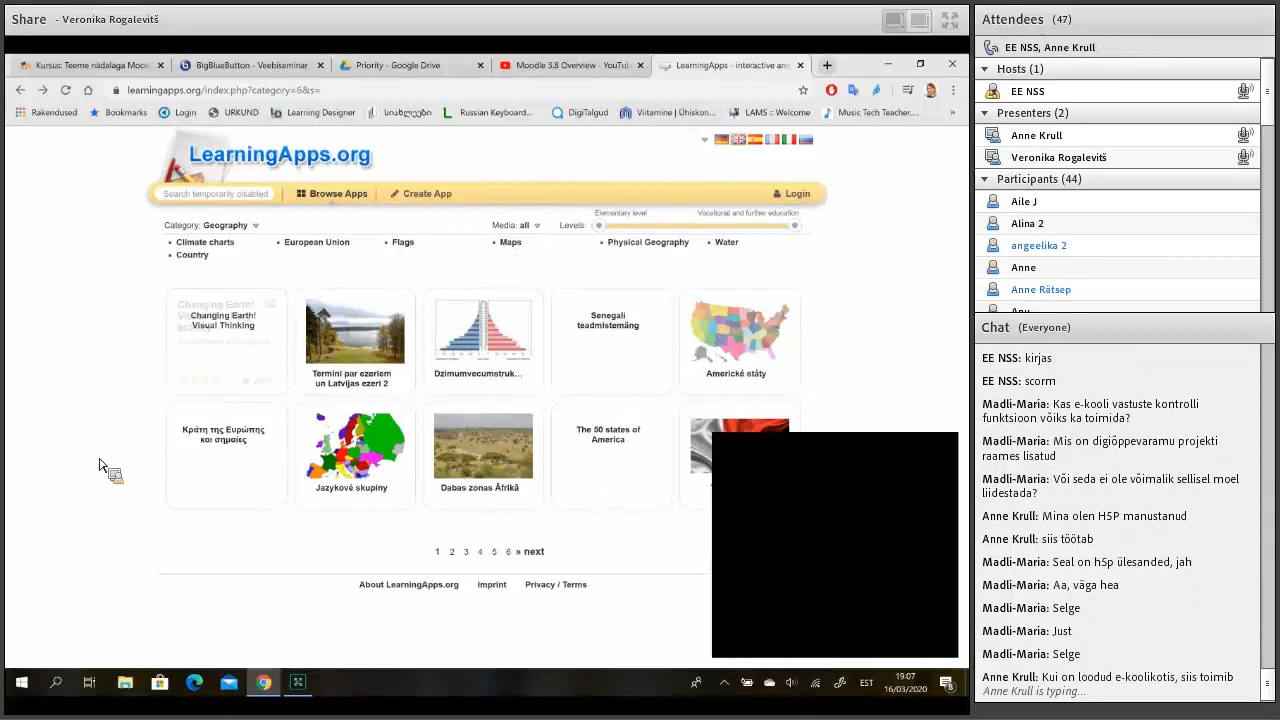 Share - Veronika Rogalevitš
Kursus: Teeme nädalaga Mood
BigBlueButton - Veebiseminar
Priority - Google Drive
Moodle 3.8 Overview - YouTub
LearningApps - interactive and
learningapps.org/index.php?category=6&s=
Rakendused
Bookmarks
Login
URKUND
Learning Designer
სიახლეები
Russian Keyboard...
DigiTalgud
Viitamine | Ühiskon...
LAMS :: Welcome
Music Tech Teacher...
LearningApps.org
Search temporarily disabled
Browse Apps
Create App
Login
Category: Geography
Media: all
Levels:
Elementary level
Vocational and further education
Climate charts
European Union
Flags
Maps
Physical Geography
Water
Country
Changing Earth!
Visual Thinking
Termini par ezeriem
un Latvijas ezeri 2
Dzimumvecumstruk...
Senegali
teadmistemäng
Americké státy
Κράτη της Ευρώπης
και σημαίες
Jazykové skupiny
Dabas zonas Āfrikā
The 50 states of
America
1 2 3 4 5 6 » next
About LearningApps.org
Imprint
Privacy / Terms
EST
19:07
16/03/2020
8
Attendees (47)
EE NSS, Anne Krull
Hosts (1)
EE NSS
Presenters (2)
Anne Krull
Veronika Rogalevitš
Participants (44)
Aile J
Alina 2
angeelika 2
Anne
Anne Rätsep
Chat (Everyone)
EE NSS: kirjas
EE NSS: scorm
Madli-Maria: Kas e-kooli vastuste kontrolli
funktsioon võiks ka toimida?
Madli-Maria: Mis on digiõppevaramu projekti
raames lisatud
Madli-Maria: Või seda ei ole võimalik sellisel moel
liidestada?
Anne Krull: Mina olen H5P manustanud
Anne Krull: siis töötab
Madli-Maria: Seal on h5p ülesanded, jah
Madli-Maria: Aa, väga hea
Madli-Maria: Selge
Madli-Maria: Just
Madli-Maria: Selge
Anne Krull: Kui on loodud e-koolikotis, siis toimib
Anne Krull is typing...